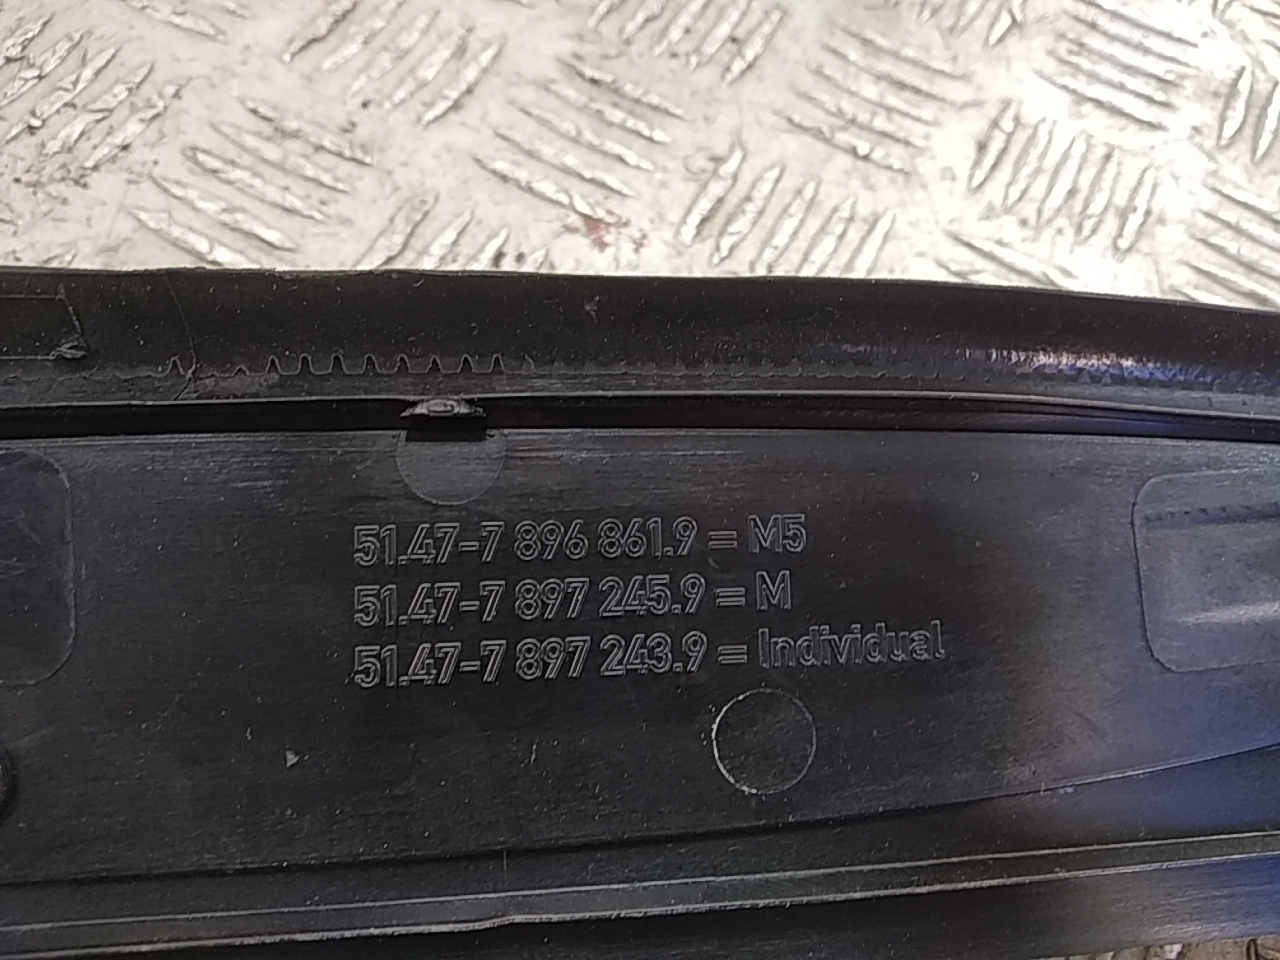 51.47-7 896 861.9 = M5
51.47-7 897 245.9 = M
51.47-7 897 243.9 = Individual